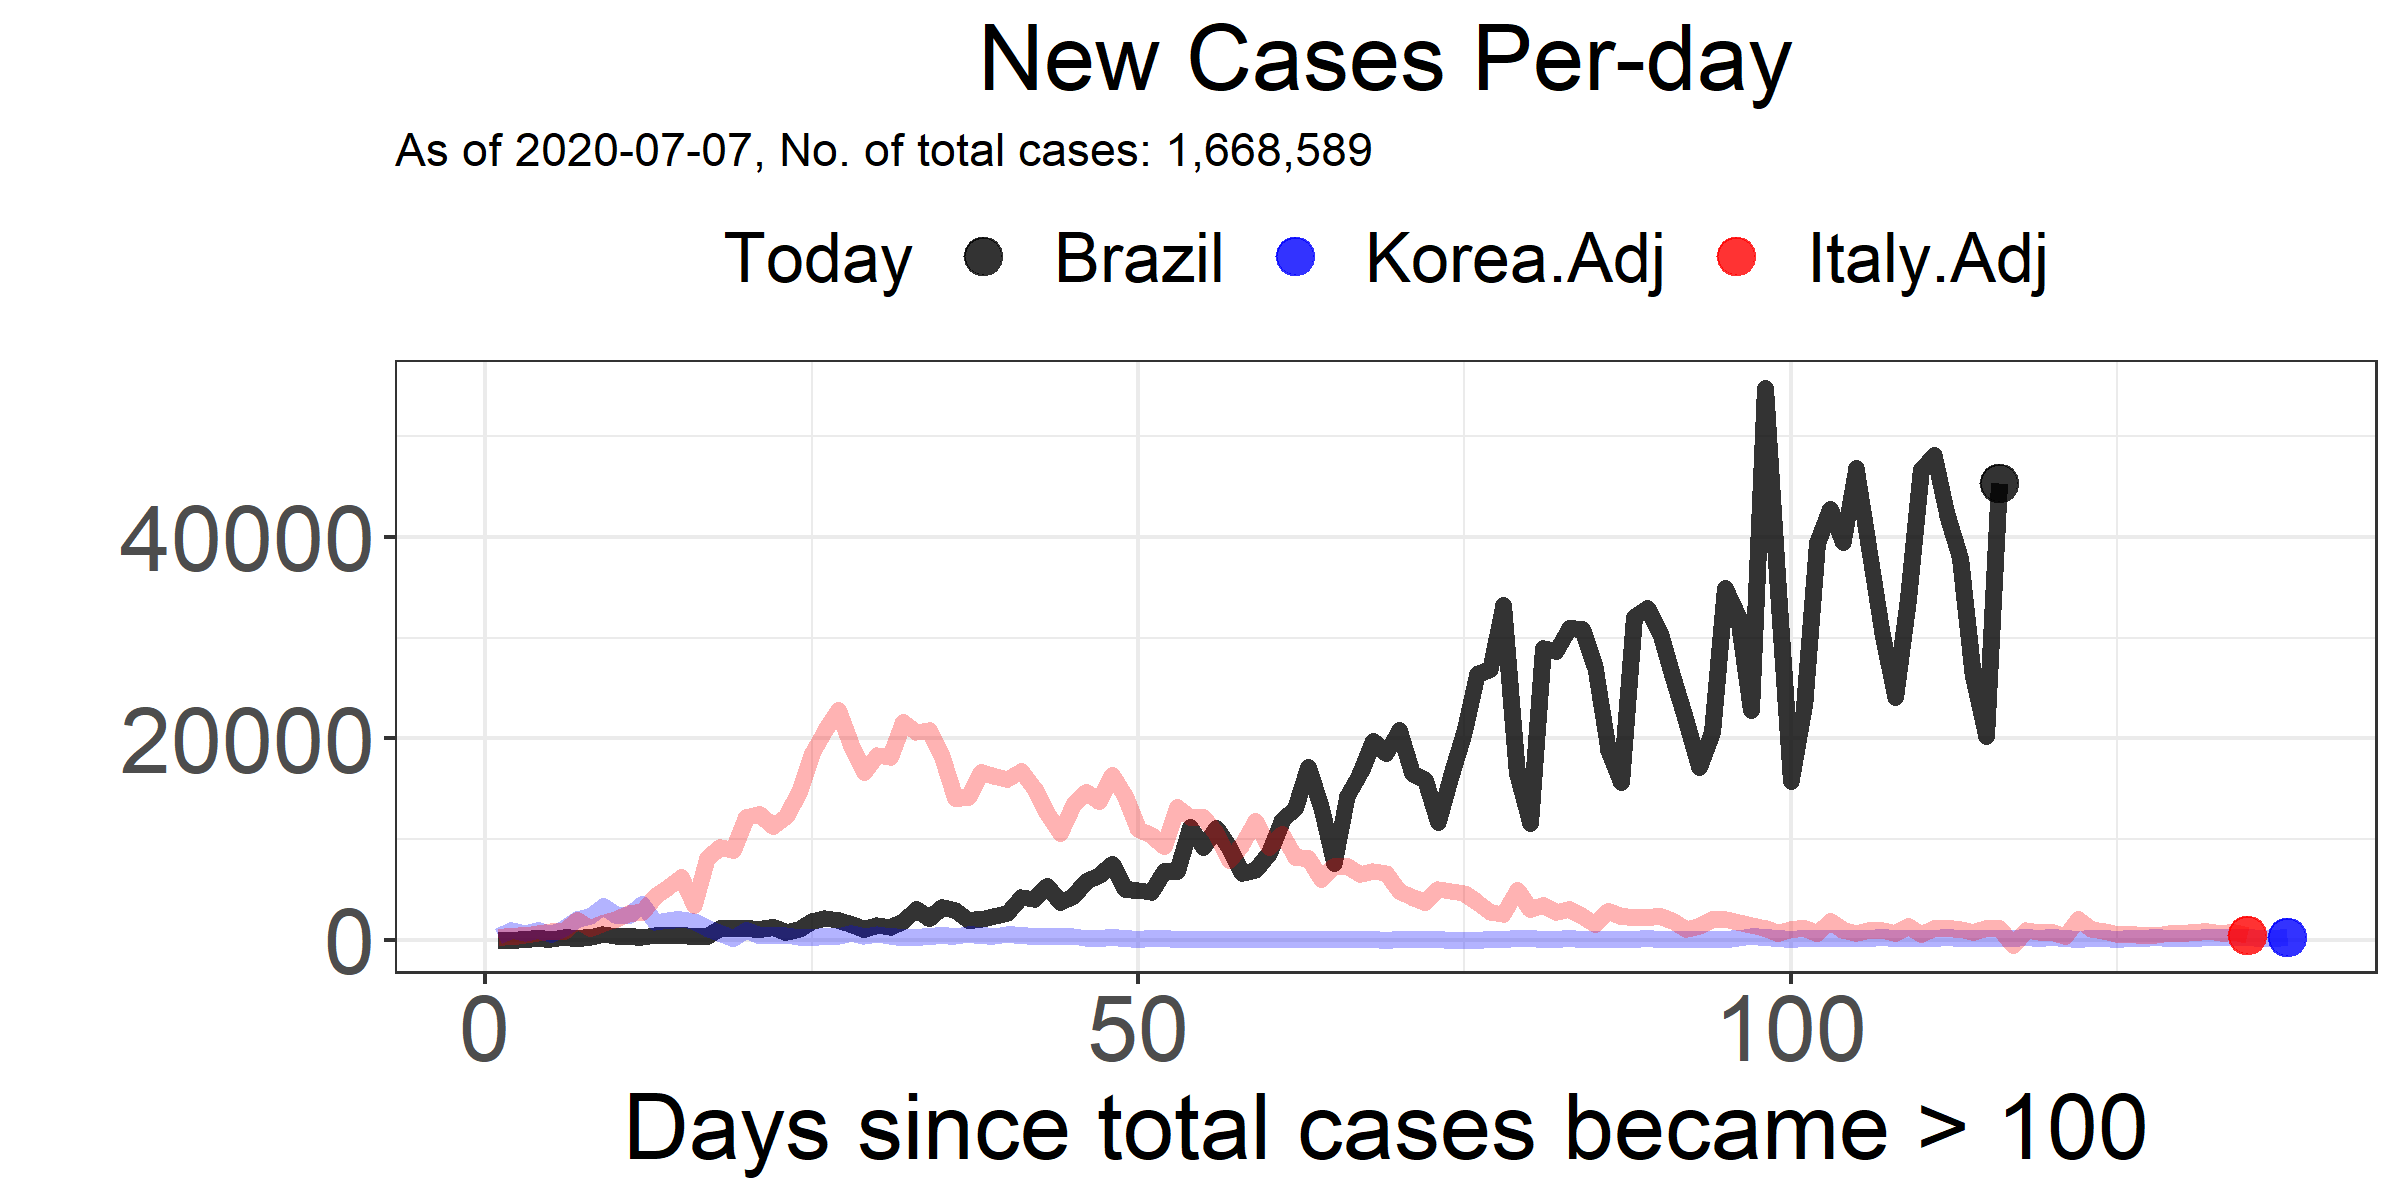 New Cases Per-day
As of 2020-07-07, No. of total cases: 1,668,589
Today Brazil Korea.Adj Italy.Adj
40000
20000
0
0 50 100
Days since total cases became > 100